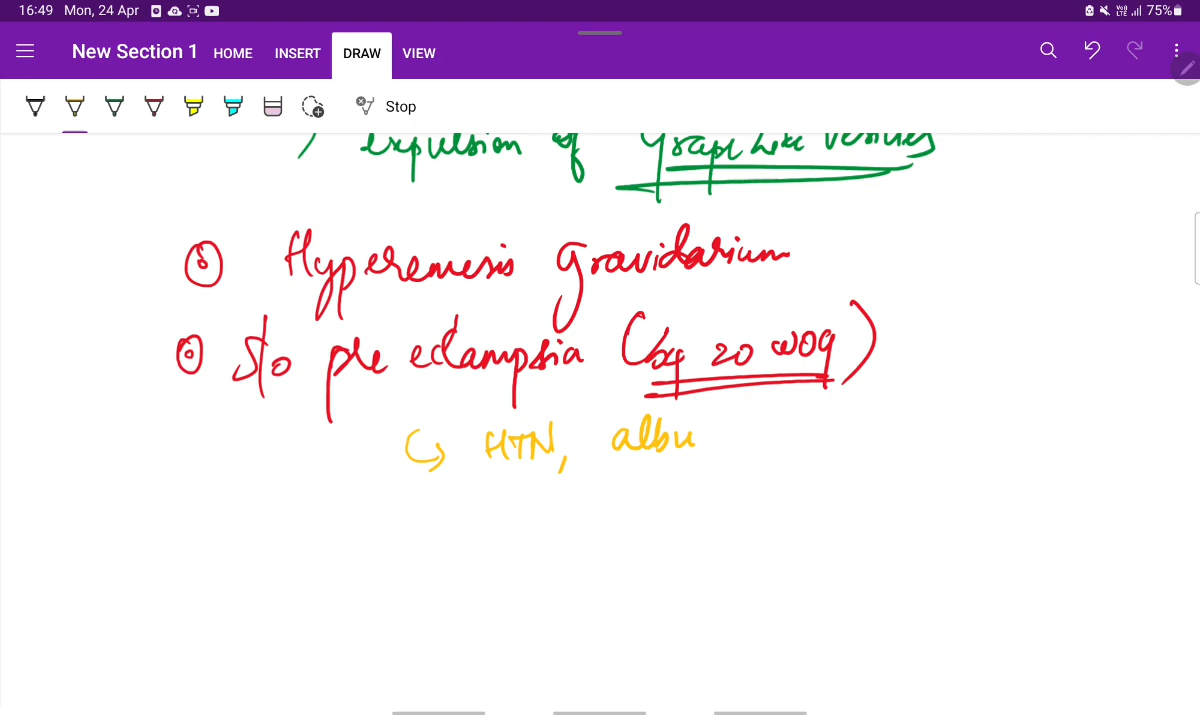 16:49 Mon, 24 Apr 75%
New Section 1 HOME INSERT DRAW VIEW
Stop
expulsion of Grape like vesicles
Hyperemesis gravidarium
S/o pre eclampsia (b4 20 WOG)
HTN, albu